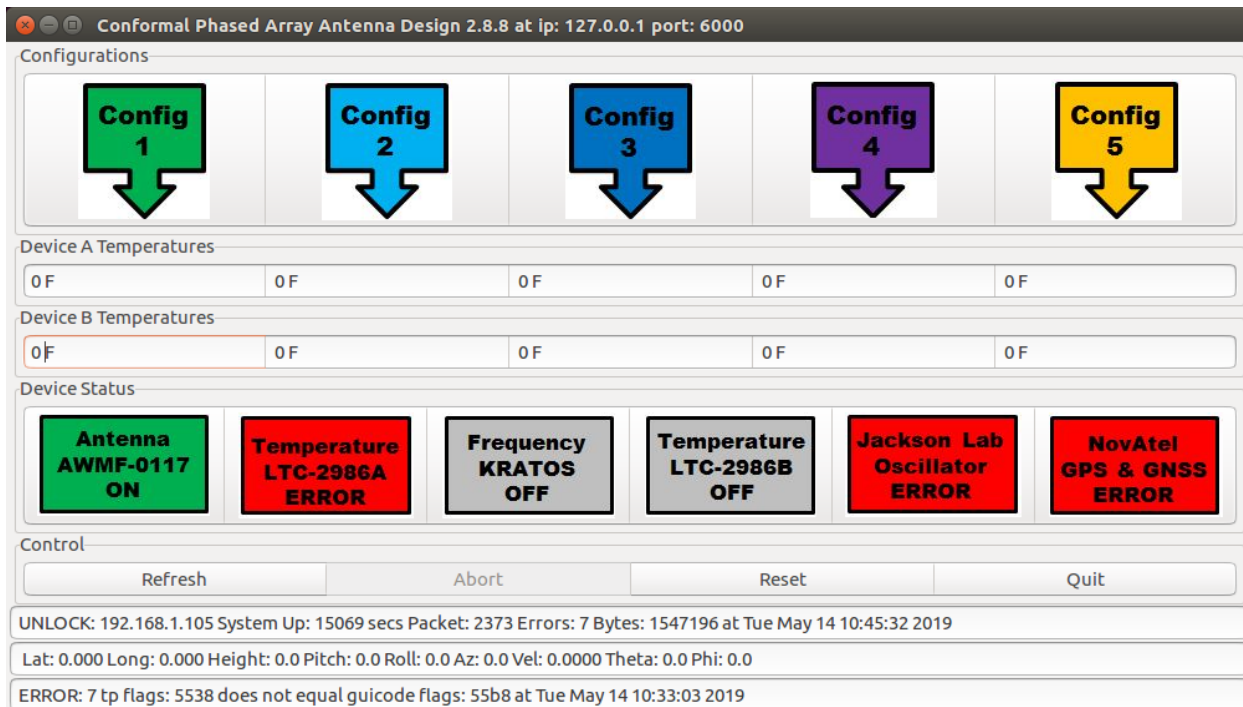 Conformal Phased Array Antenna Design 2.8.8 at ip: 127.0.0.1 port: 6000
Configurations
Config
1
Config
2
Config
3
Config
4
Config
5
Device A Temperatures
0 F 0 F 0 F 0 F 0 F
Device B Temperatures
0 F 0 F 0 F 0 F 0 F
Device Status
Antenna
AWMF-0117
ON
Temperature
LTC-2986A
ERROR
Frequency
KRATOS
OFF
Temperature
LTC-2986B
OFF
Jackson Lab
Oscillator
ERROR
NovAtel
GPS & GNSS
ERROR
Control
Refresh Abort Reset Quit
UNLOCK: 192.168.1.105 System Up: 15069 secs Packet: 2373 Errors: 7 Bytes: 1547196 at Tue May 14 10:45:32 2019
Lat: 0.000 Long: 0.000 Height: 0.0 Pitch: 0.0 Roll: 0.0 Az: 0.0 Vel: 0.0000 Theta: 0.0 Phi: 0.0
ERROR: 7 tp flags: 5538 does not equal guicode flags: 55b8 at Tue May 14 10:33:03 2019